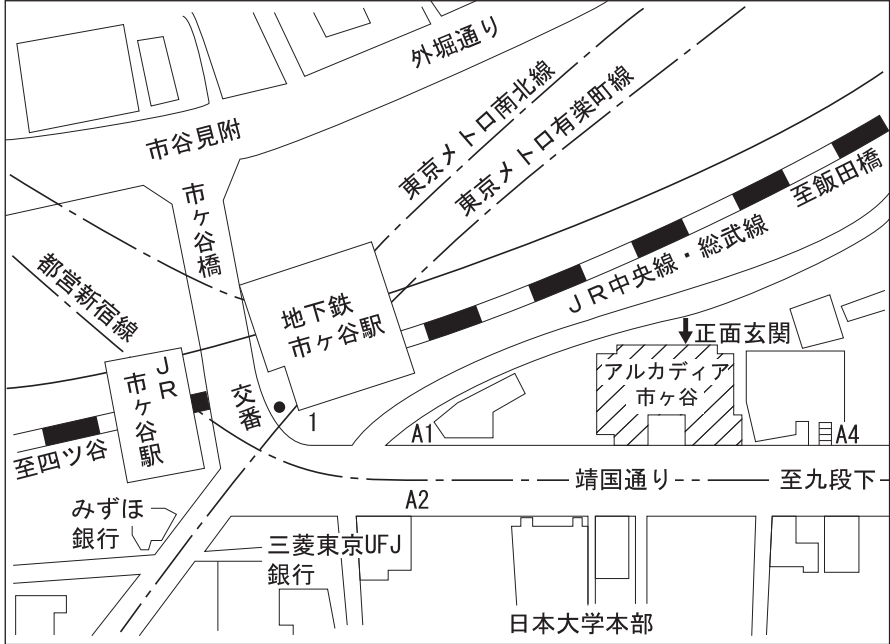 外堀通り
市谷見附
東京メトロ南北線
東京メトロ有楽町線
至飯田橋
市ヶ谷橋
都営新宿線
JR中央線・総武線
地下鉄
市ヶ谷駅
正面玄関
アルカディア
市ヶ谷
JR
市ヶ谷駅
交番
1
A1
A4
至四ツ谷
靖国通り
至九段下
A2
みずほ
銀行
三菱東京UFJ
銀行
日本大学本部